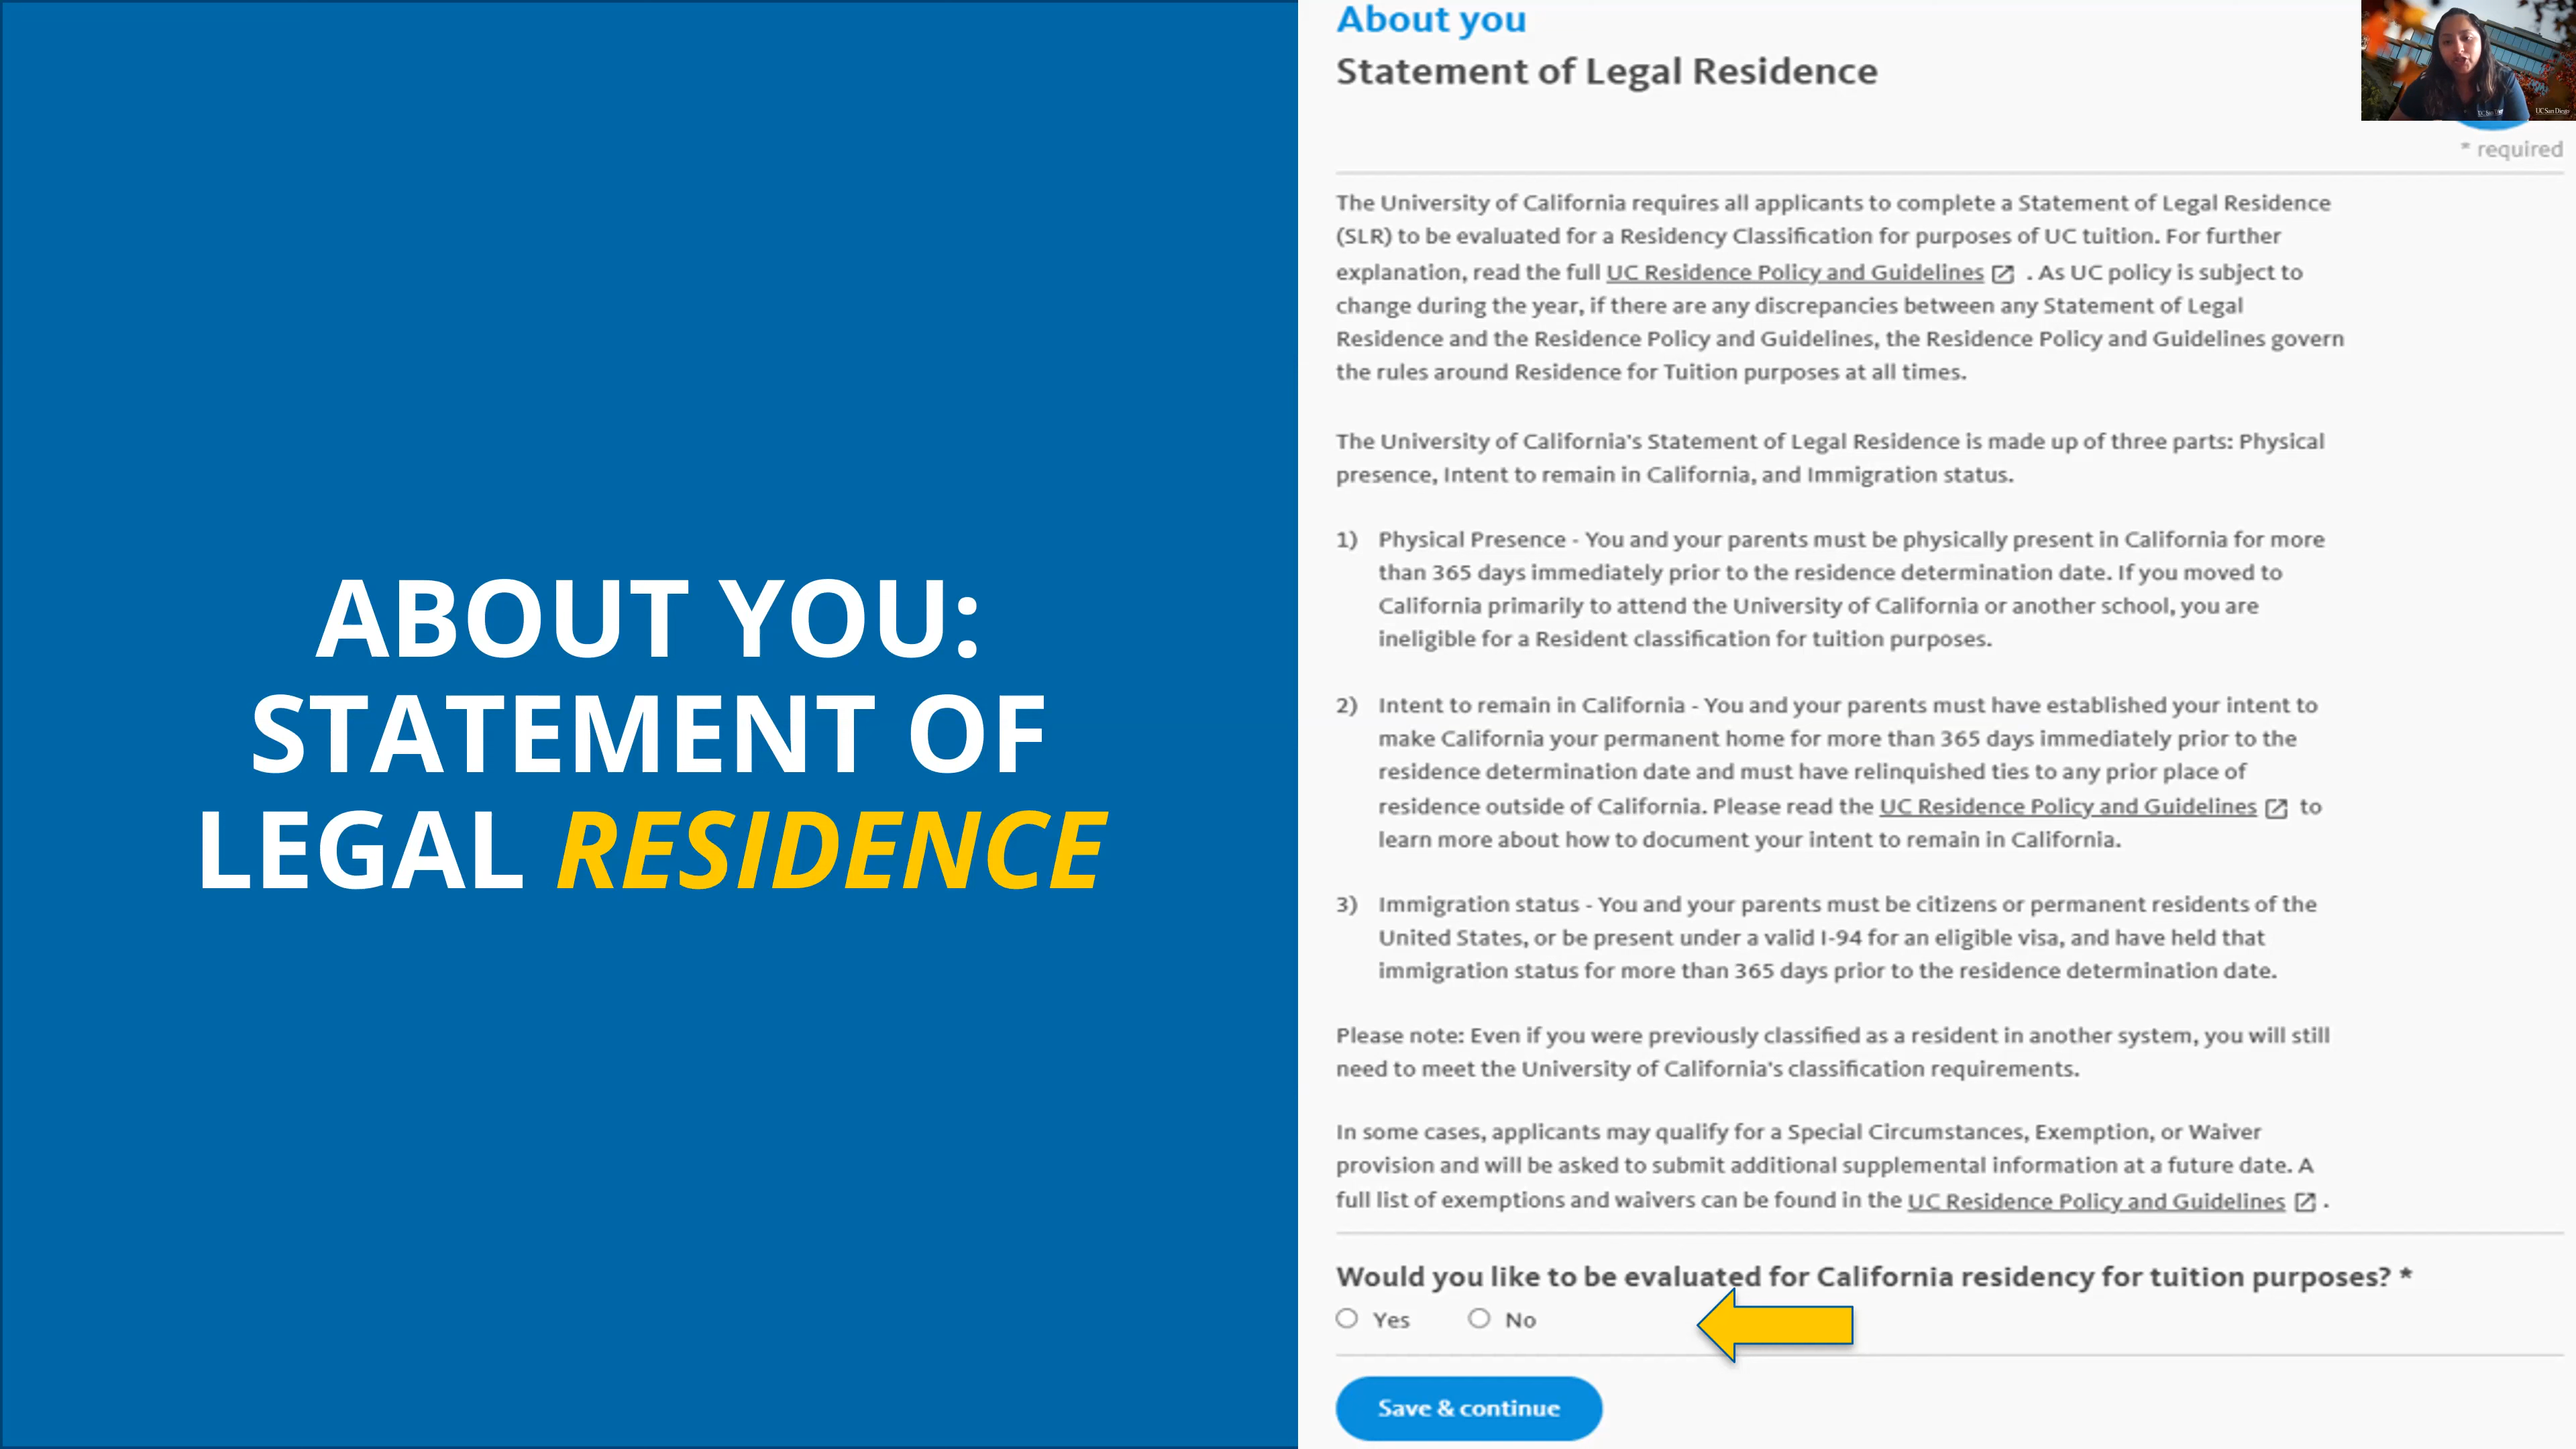 ABOUT YOU:
STATEMENT OF
LEGAL RESIDENCE
About you
Statement of Legal Residence
UC San Diego
* required
The University of California requires all applicants to complete a Statement of Legal Residence
(SLR) to be evaluated for a Residency Classification for purposes of UC tuition. For further
explanation, read the full UC Residence Policy and Guidelines . As UC policy is subject to
change during the year, if there are any discrepancies between any Statement of Legal
Residence and the Residence Policy and Guidelines, the Residence Policy and Guidelines govern
the rules around Residence for Tuition purposes at all times.
The University of California's Statement of Legal Residence is made up of three parts: Physical
presence, Intent to remain in California, and Immigration status.
1) Physical Presence - You and your parents must be physically present in California for more
than 365 days immediately prior to the residence determination date. If you moved to
California primarily to attend the University of California or another school, you are
ineligible for a Resident classification for tuition purposes.
2) Intent to remain in California - You and your parents must have established your intent to
make California your permanent home for more than 365 days immediately prior to the
residence determination date and must have relinquished ties to any prior place of
residence outside of California. Please read the UC Residence Policy and Guidelines to
learn more about how to document your intent to remain in California.
3) Immigration status - You and your parents must be citizens or permanent residents of the
United States, or be present under a valid I-94 for an eligible visa, and have held that
immigration status for more than 365 days prior to the residence determination date.
Please note: Even if you were previously classified as a resident in another system, you will still
need to meet the University of California's classification requirements.
In some cases, applicants may qualify for a Special Circumstances, Exemption, or Waiver
provision and will be asked to submit additional supplemental information at a future date. A
full list of exemptions and waivers can be found in the UC Residence Policy and Guidelines .
Would you like to be evaluated for California residency for tuition purposes? *
Yes No
Save & continue